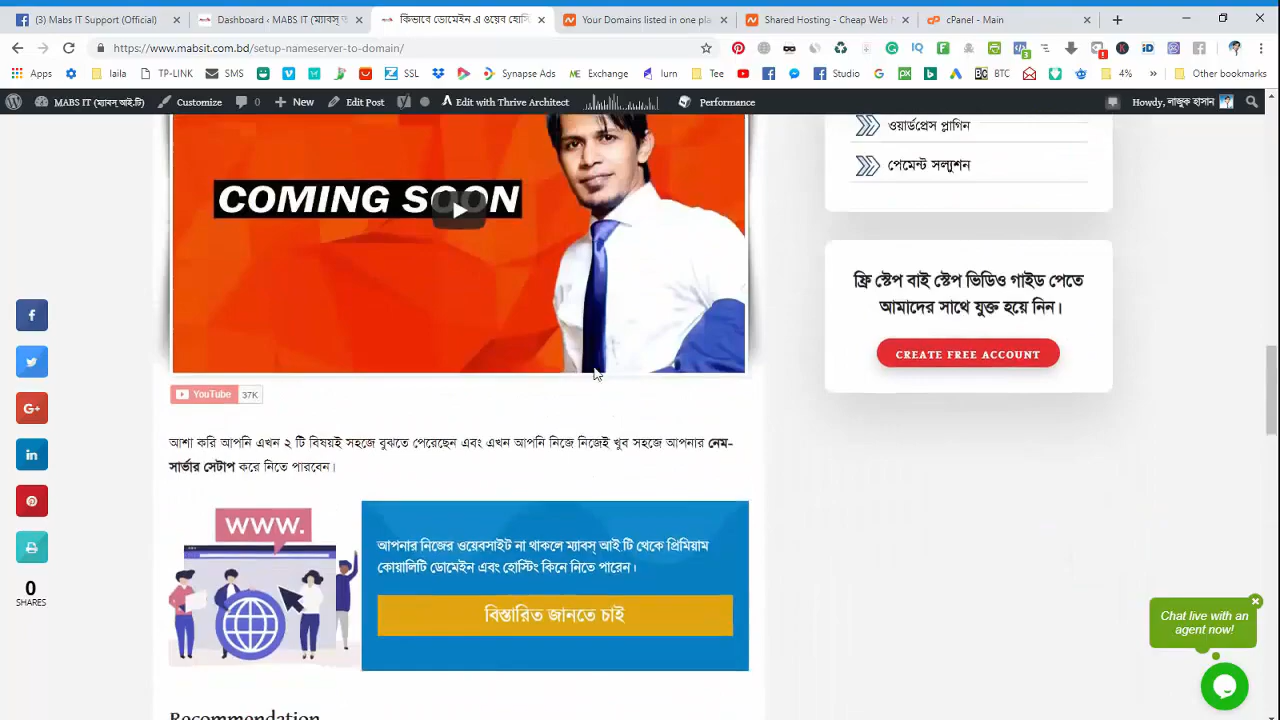 (3) Mabs IT Support (Official)
Dashboard ‹ MABS IT (ম্যাবস্ আ
কিভাবে ডোমেইন এ ওয়েব হোসি
Your Domains listed in one pla
Shared Hosting - Cheap Web H
cPanel - Main
https://www.mabsit.com.bd/setup-nameserver-to-domain/
Apps
laila
TP-LINK
SMS
SSL
Synapse Ads
Exchange
Iurn
Tee
Studio
BTC
4%
Other bookmarks
MABS IT (ম্যাবস্ আই.টি)
Customize
0
New
Edit Post
Edit with Thrive Architect
Performance
Howdy, লাজুক হাসান
ওয়ার্ডপ্রেস প্লাগিন
পেমেন্ট সল্যুশন
COMING SOON
ফ্রি স্টেপ বাই স্টেপ ভিডিও গাইড পেতে
আমাদের সাথে যুক্ত হয়ে নিন।
CREATE FREE ACCOUNT
YouTube 37K
আশা করি আপনি এখন ২ টি বিষয়ই সহজে বুঝতে পেরেছেন এবং এখন আপনি নিজে নিজেই খুব সহজে আপনার নেম-
সার্ভার সেটাপ করে নিতে পারবেন।
WWW.
আপনার নিজের ওয়েবসাইট না থাকলে ম্যাবস্ আই টি থেকে প্রিমিয়াম
কোয়ালিটি ডোমেইন এবং হোস্টিং কিনে নিতে পারেন।
বিস্তারিত জানতে চাই
0
SHARES
Chat live with an
agent now!
Recommendation